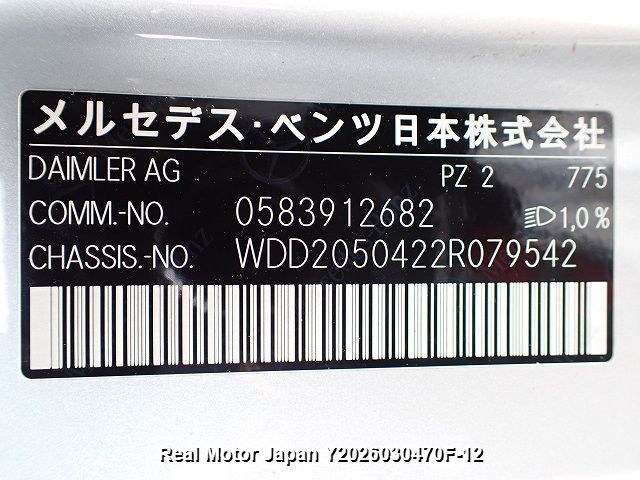 メルセデス・ベンツ日本株式会社
DAIMLER AG PZ 2 775
COMM.-NO. 0583912682 1,0%
CHASSIS.-NO. WDD2050422R079542
Real Motor Japan Y2026030470F-12